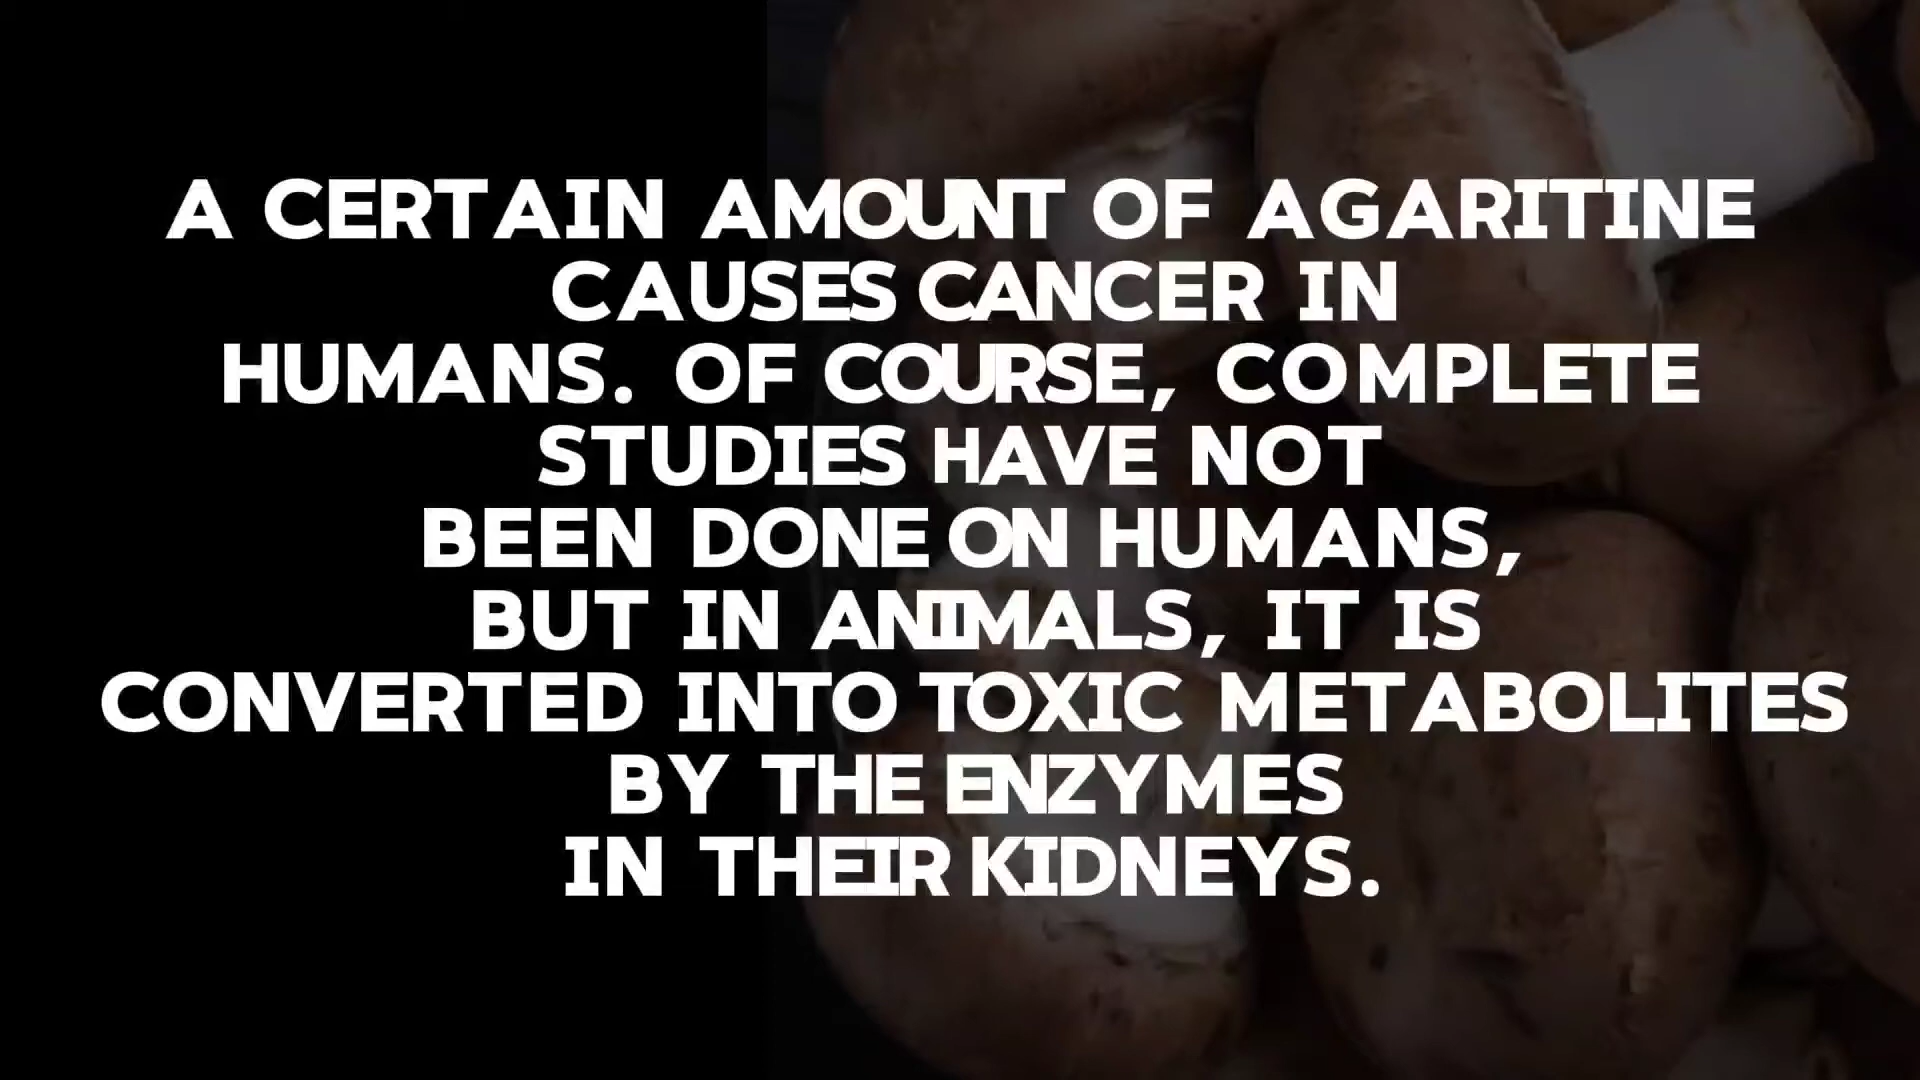 A CERTAIN AMOUNT OF AGARITINE
CAUSES CANCER IN
HUMANS. OF COURSE, COMPLETE
STUDIES HAVE NOT
BEEN DONE ON HUMANS,
BUT IN ANIMALS, IT IS
CONVERTED INTO TOXIC METABOLITES
BY THE ENZYMES
IN THEIR KIDNEYS.